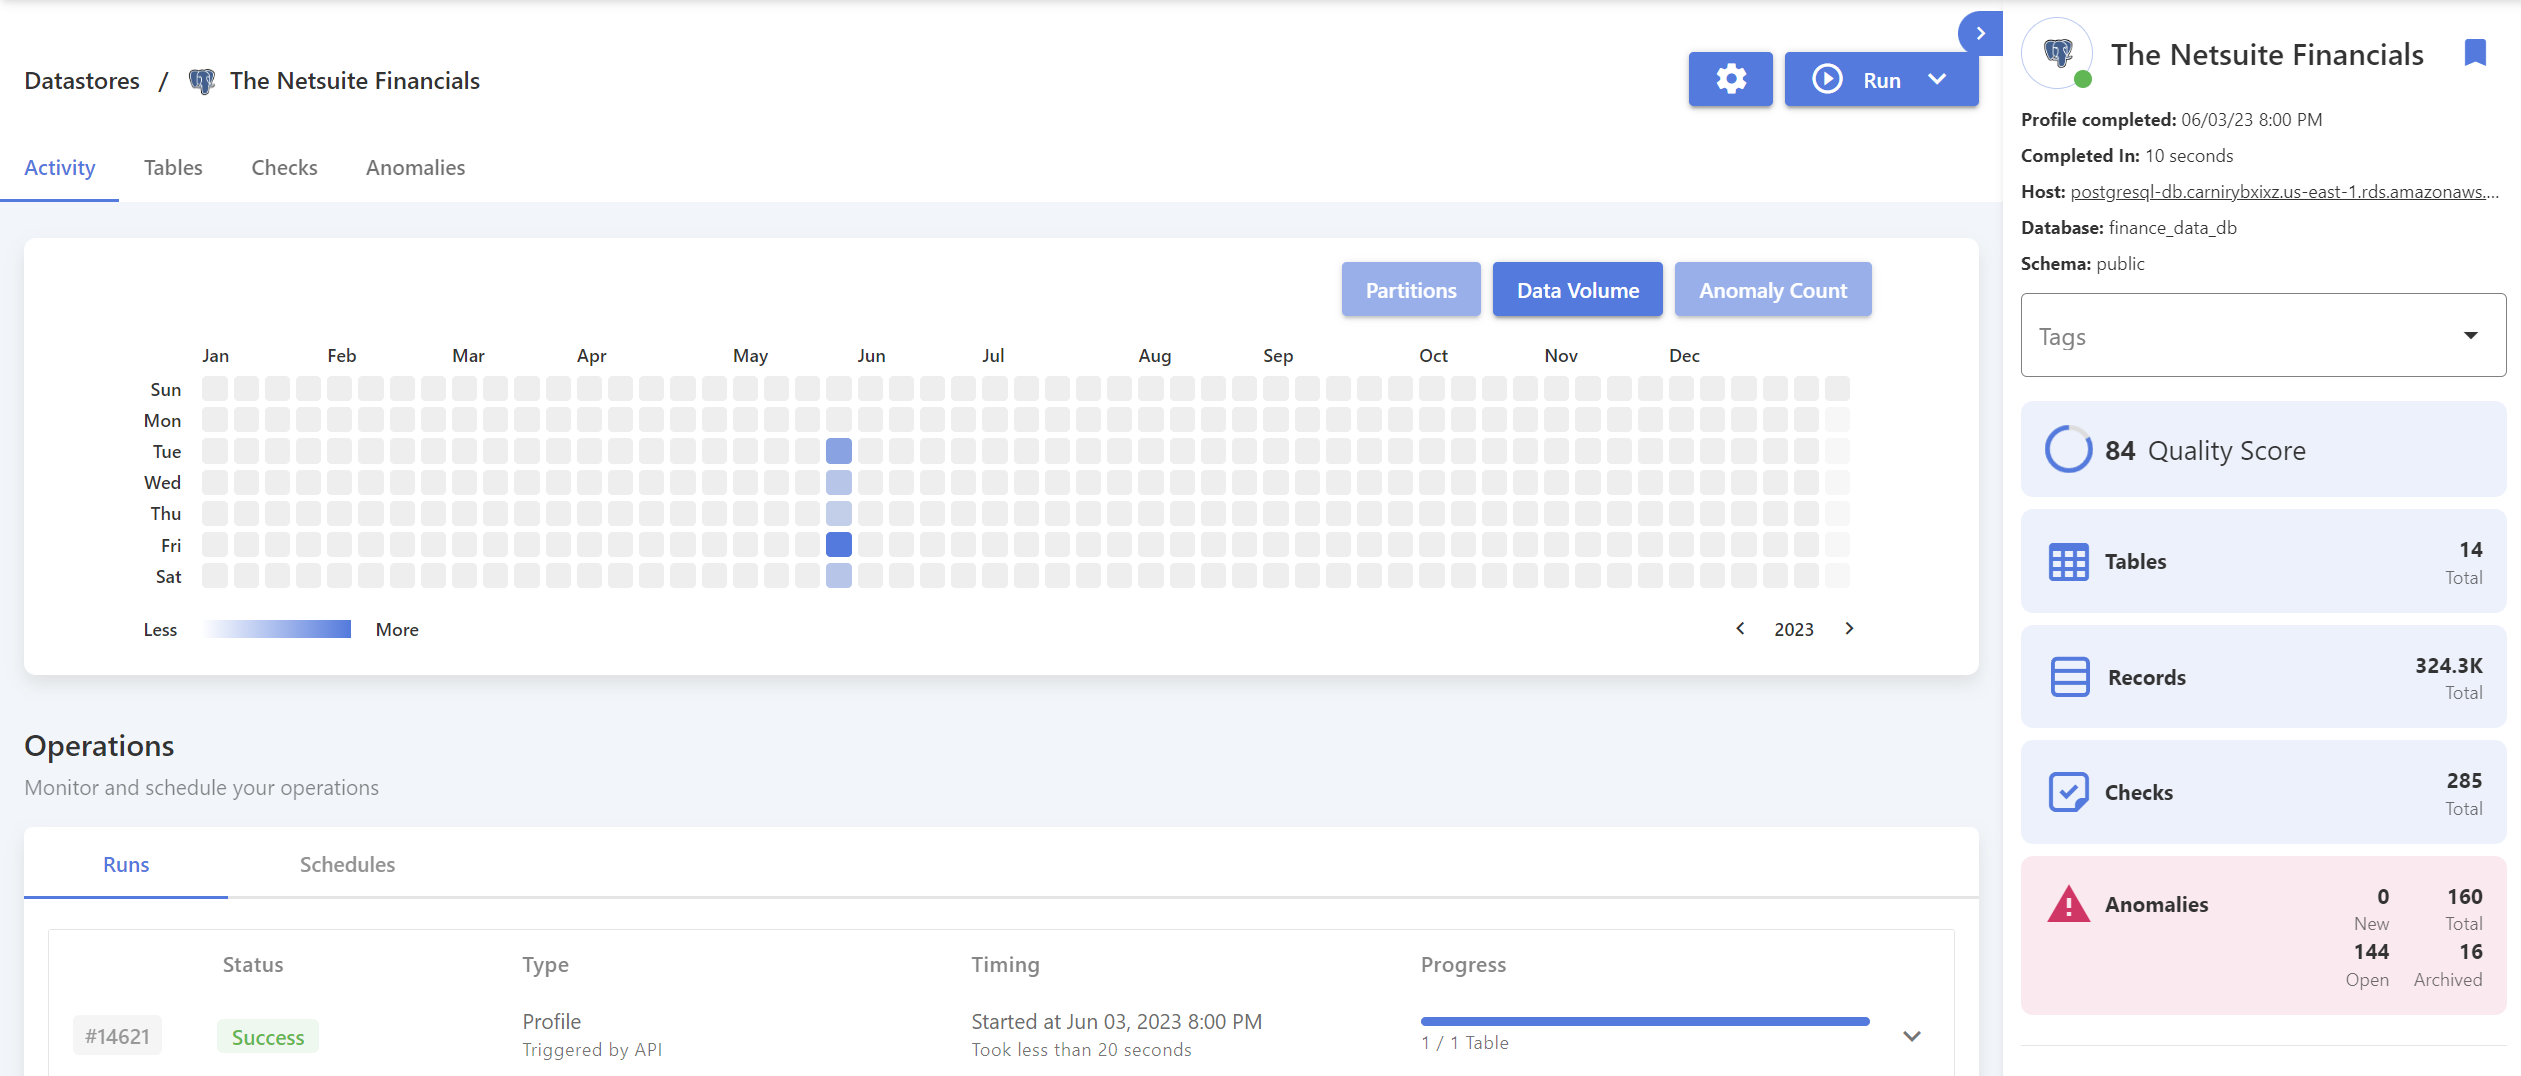 Datastores / The Netsuite Financials
Run
Activity Tables Checks Anomalies
Partitions Data Volume Anomaly Count
Jan Feb Mar Apr May Jun Jul Aug Sep Oct Nov Dec
Sun
Mon
Tue
Wed
Thu
Fri
Sat
Less More
2023
Operations
Monitor and schedule your operations
Runs Schedules
Status Type Timing Progress
#14621 Success Profile Started at Jun 03, 2023 8:00 PM
Triggered by API Took less than 20 seconds 1 / 1 Table
The Netsuite Financials
Profile completed: 06/03/23 8:00 PM
Completed In: 10 seconds
Host: postgresql-db.carnirybxixz.us-east-1.rds.amazonaws....
Database: finance_data_db
Schema: public
Tags
84 Quality Score
Tables 14
Total
Records 324.3K
Total
Checks 285
Total
Anomalies 0 160
New Total
144 16
Open Archived